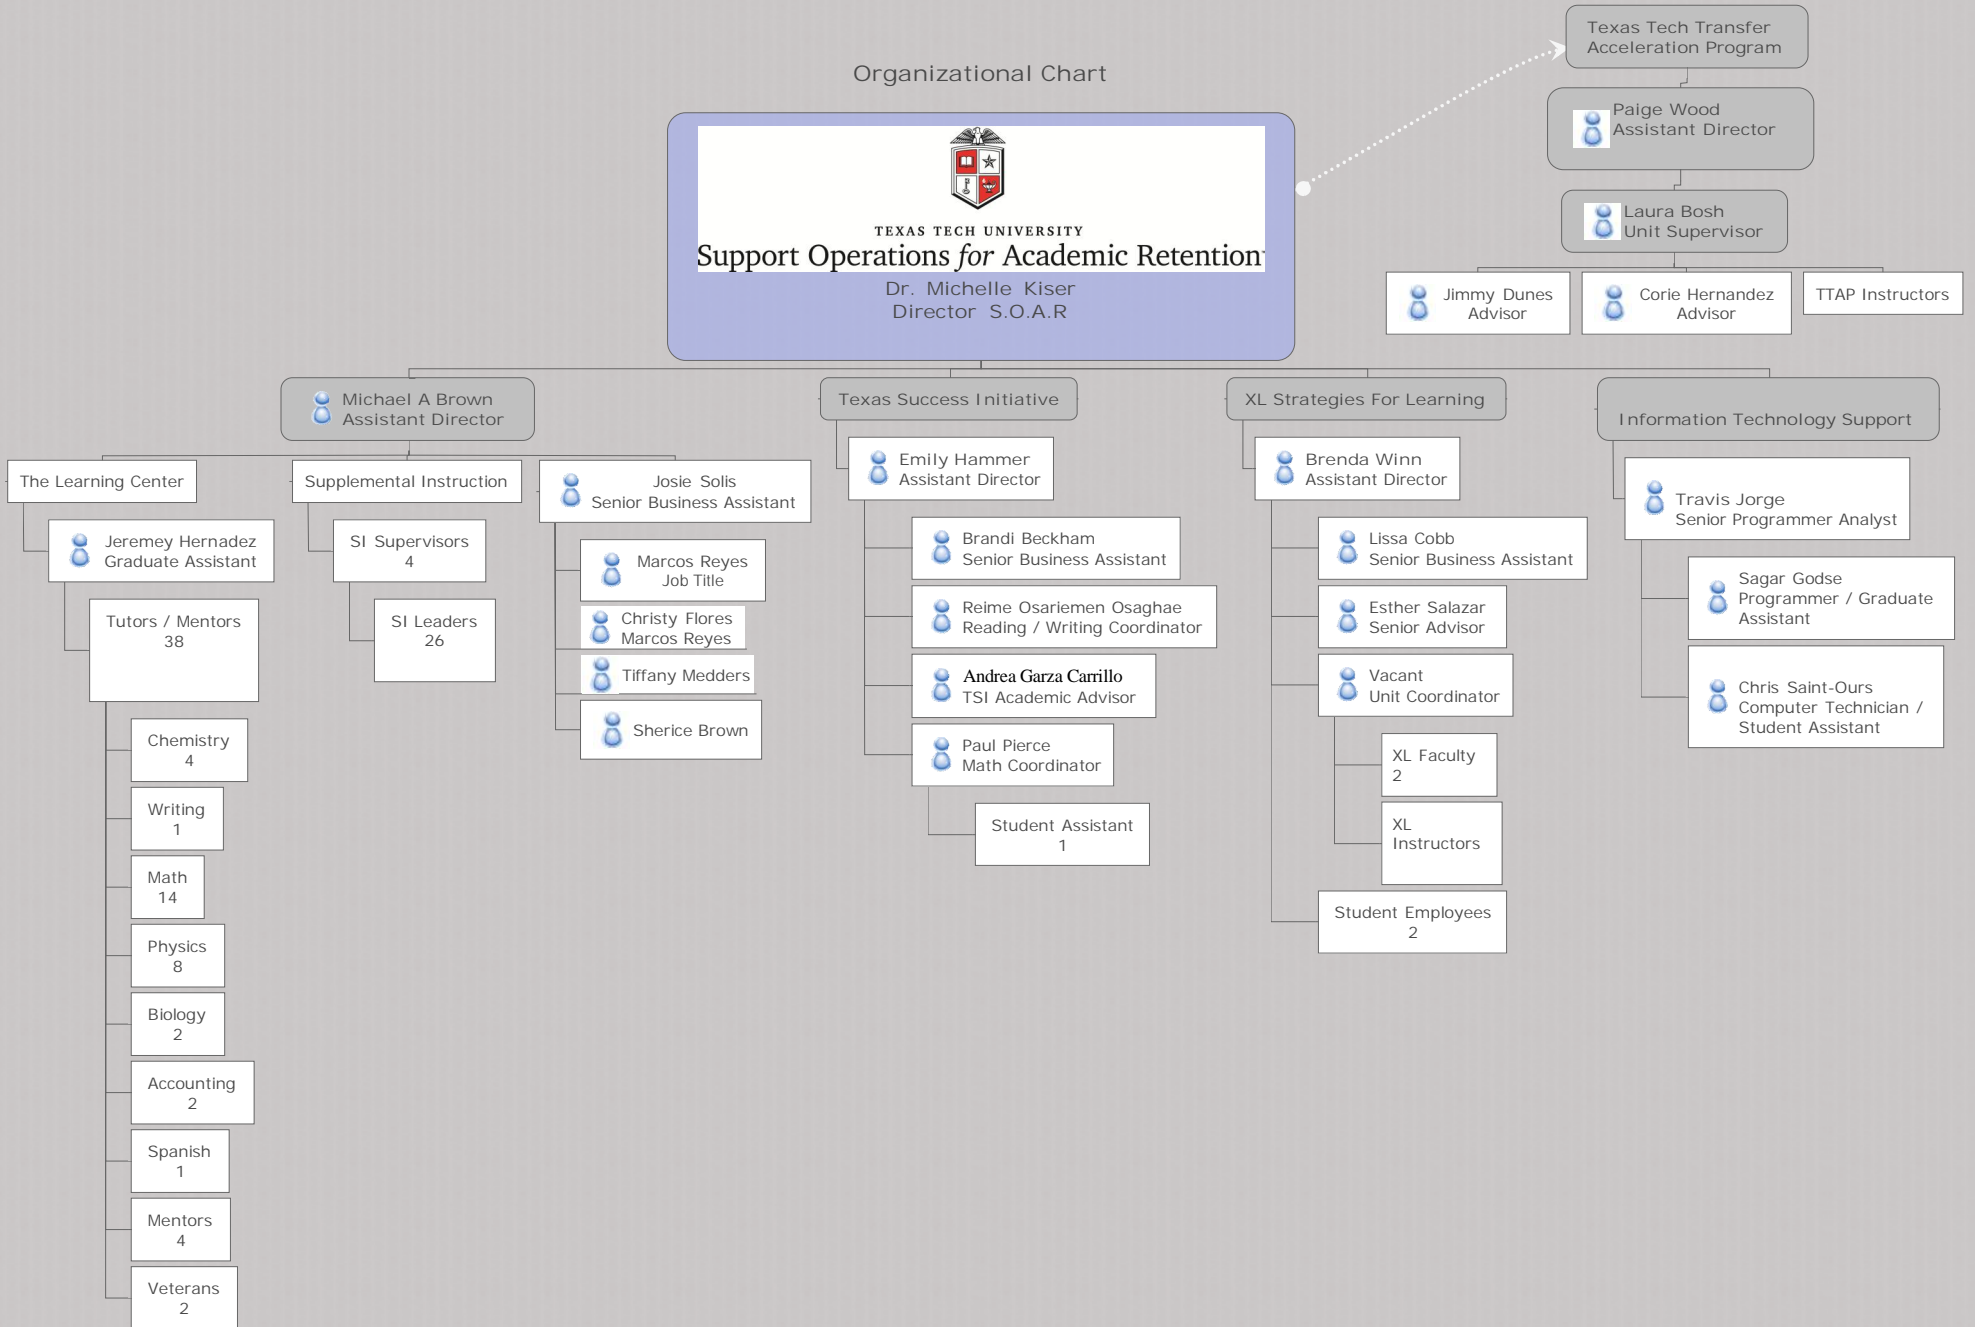 Organizational Chart
Texas Tech Transfer
Acceleration Program
Paige Wood
Assistant Director
Laura Bosh
Unit Supervisor
Jimmy Dunes
Advisor
Corie Hernandez
Advisor
TTAP Instructors
TEXAS TECH UNIVERSITY
Support Operations for Academic Retention
Dr. Michelle Kiser
Director S.O.A.R
Michael A Brown
Assistant Director
The Learning Center
Jeremey Hernadez
Graduate Assistant
Tutors / Mentors
38
Chemistry
4
Writing
1
Math
14
Physics
8
Biology
2
Accounting
2
Spanish
1
Mentors
4
Veterans
2
Supplemental Instruction
SI Supervisors
4
SI Leaders
26
Josie Solis
Senior Business Assistant
Marcos Reyes
Job Title
Christy Flores
Marcos Reyes
Tiffany Medders
Sherice Brown
Texas Success Initiative
Emily Hammer
Assistant Director
Brandi Beckham
Senior Business Assistant
Reime Osariemen Osaghae
Reading / Writing Coordinator
Andrea Garza Carrillo
TSI Academic Advisor
Paul Pierce
Math Coordinator
Student Assistant
1
XL Strategies For Learning
Brenda Winn
Assistant Director
Lissa Cobb
Senior Business Assistant
Esther Salazar
Senior Advisor
Vacant
Unit Coordinator
XL Faculty
2
XL
Instructors
Student Employees
2
Information Technology Support
Travis Jorge
Senior Programmer Analyst
Sagar Godse
Programmer / Graduate
Assistant
Chris Saint-Ours
Computer Technician /
Student Assistant